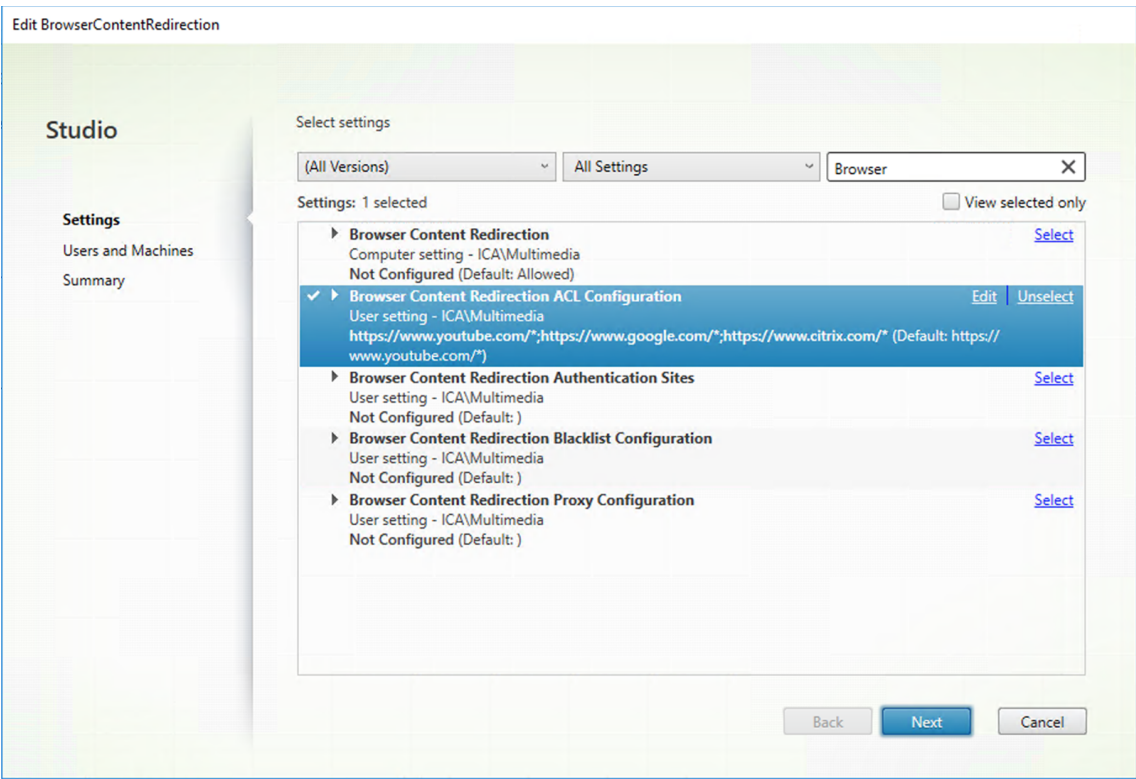 Edit BrowserContentRedirection
Studio
Settings
Users and Machines
Summary
Select settings
(All Versions)
All Settings
Browser
Settings: 1 selected
View selected only
Browser Content Redirection
Select
Computer setting - ICA\Multimedia
Not Configured (Default: Allowed)
Browser Content Redirection ACL Configuration
Edit
Unselect
User setting - ICA\Multimedia
https://www.youtube.com/*;https://www.google.com/*;https://www.citrix.com/* (Default: https://
www.youtube.com/*)
Browser Content Redirection Authentication Sites
Select
User setting - ICA\Multimedia
Not Configured (Default: )
Browser Content Redirection Blacklist Configuration
Select
User setting - ICA\Multimedia
Not Configured (Default: )
Browser Content Redirection Proxy Configuration
Select
User setting - ICA\Multimedia
Not Configured (Default: )
Back
Next
Cancel